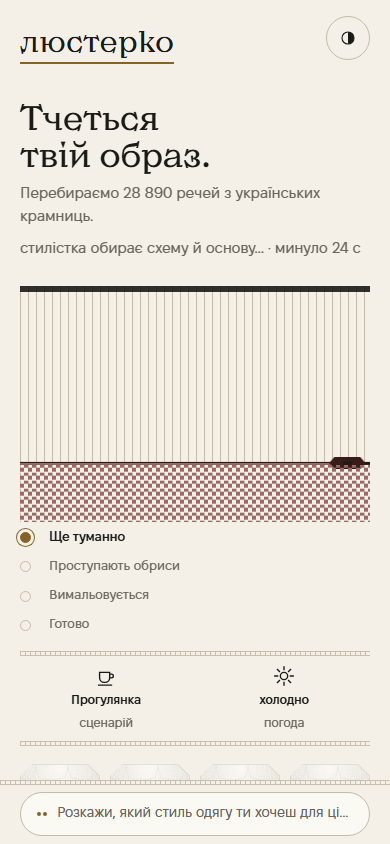 люстерко
Тчеться
твій образ.
Перебираємо 28 890 речей з українських
крамниць.
стилістка обирає схему й основу… · минуло 24 с
Ще туманно
Проступають обриси
Вимальовується
Готово
Прогулянка
холодно
сценарій
погода
Розкажи, який стиль одягу ти хочеш для ці…